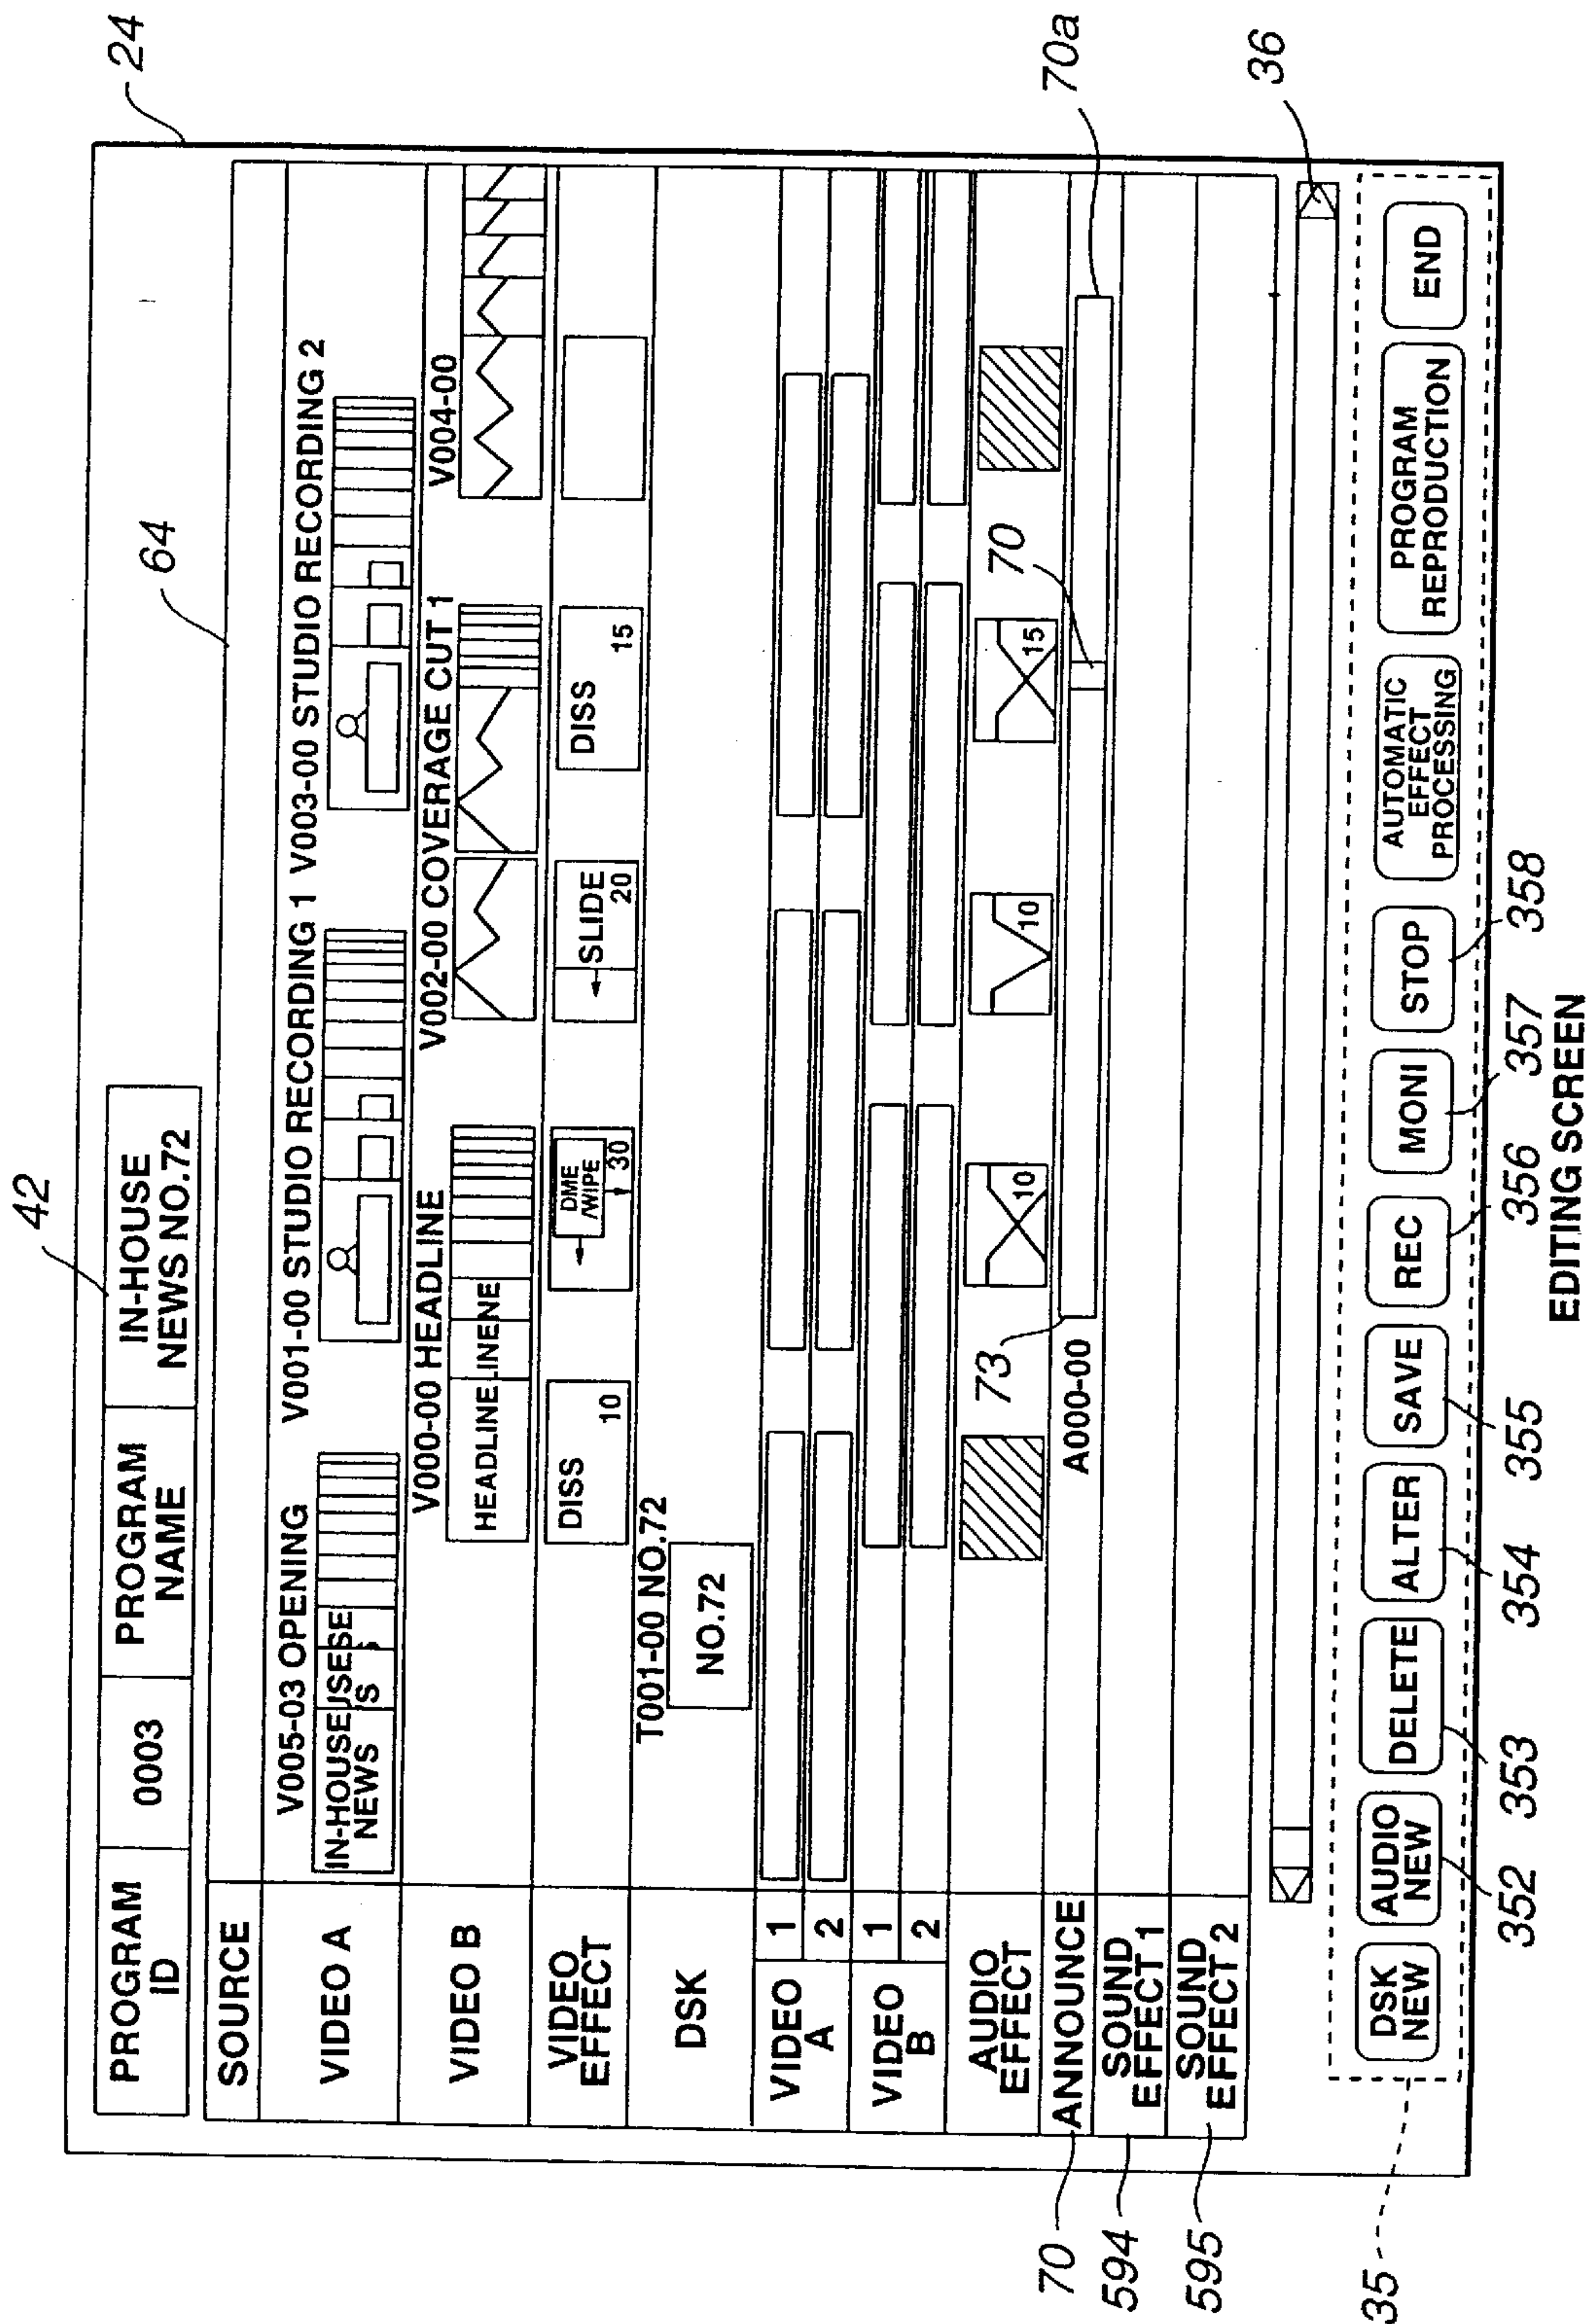 42
24
PROGRAM
ID
0003
PROGRAM
NAME
IN-HOUSE
NEWS NO.72
64
SOURCE
VIDEO A
V005-03 OPENING
V001-00 STUDIO RECORDING 1
V003-00 STUDIO RECORDING 2
IN-HOUSE
NEWS
USE
'S
SE
VIDEO B
V000-00 HEADLINE
V002-00 COVERAGE CUT 1
V004-00
HEADLINE
LINE
NE
VIDEO
EFFECT
DISS
10
DME
/WIPE
30
SLIDE
20
DISS
15
DSK
T001-00 NO.72
NO.72
VIDEO
A
1
2
VIDEO
B
1
2
AUDIO
EFFECT
10
10
15
70
70a
73
70
ANNOUNCE
A000-00
594
SOUND
EFFECT 1
595
SOUND
EFFECT 2
36
35
DSK
NEW
AUDIO
NEW
DELETE
ALTER
SAVE
REC
MONI
STOP
AUTOMATIC
EFFECT
PROCESSING
PROGRAM
REPRODUCTION
END
352
353
354
355
356
357
358
EDITING SCREEN